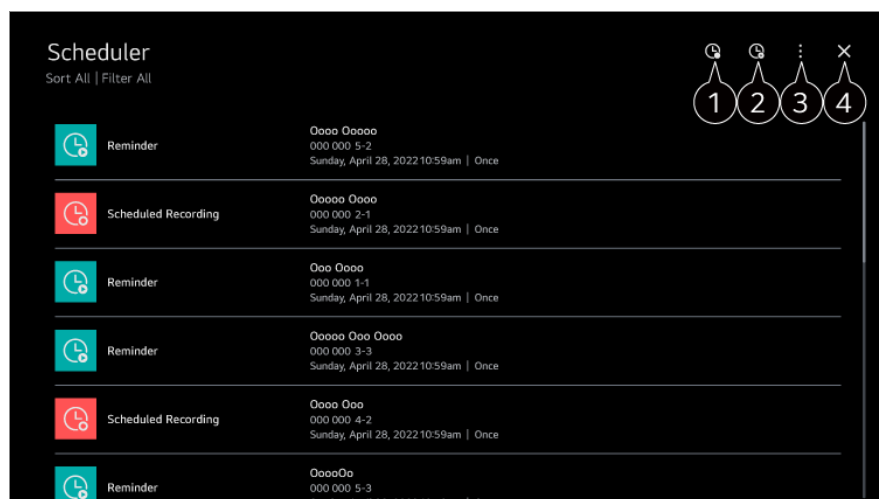 Scheduler
Sort All | Filter All
1 2 3 4
Reminder
Oooo Ooooo
000 000 5-2
Sunday, April 28, 2022 10:59am | Once
Scheduled Recording
Ooooo Oooo
000 000 2-1
Sunday, April 28, 2022 10:59am | Once
Reminder
Ooo Oooo
000 000 1-1
Sunday, April 28, 2022 10:59am | Once
Reminder
Ooooo Ooo Oooo
000 000 3-3
Sunday, April 28, 2022 10:59am | Once
Scheduled Recording
Oooo Ooo
000 000 4-2
Sunday, April 28, 2022 10:59am | Once
Reminder
OoooOo
000 000 5-3